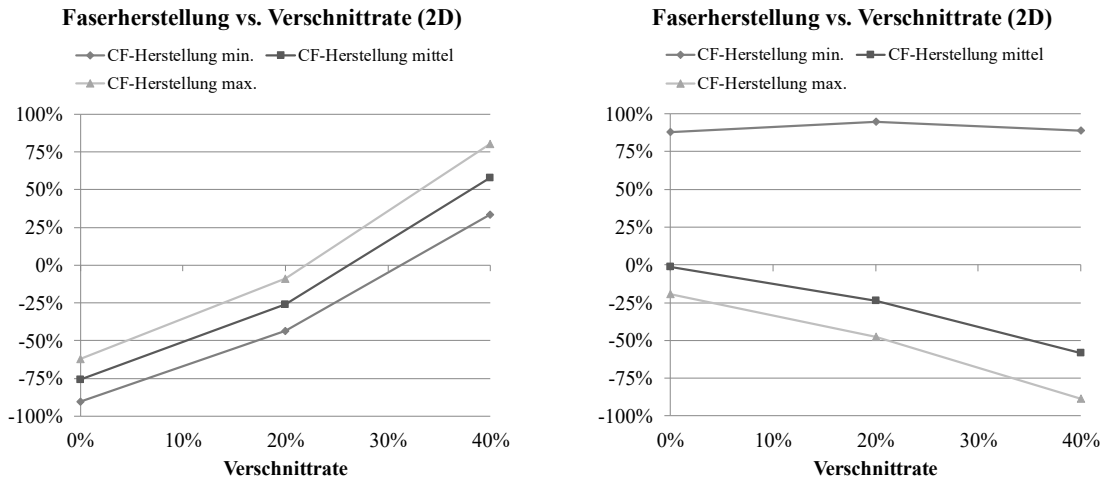 Faserherstellung vs. Verschnittrate (2D)
CF-Herstellung min. CF-Herstellung mittel
CF-Herstellung max.
100%
75%
50%
25%
0%
-25%
-50%
-75%
-100%
0% 10% 20% 30% 40%
Verschnittrate
Faserherstellung vs. Verschnittrate (2D)
CF-Herstellung min. CF-Herstellung mittel
CF-Herstellung max.
100%
75%
50%
25%
0%
-25%
-50%
-75%
-100%
0% 10% 20% 30% 40%
Verschnittrate